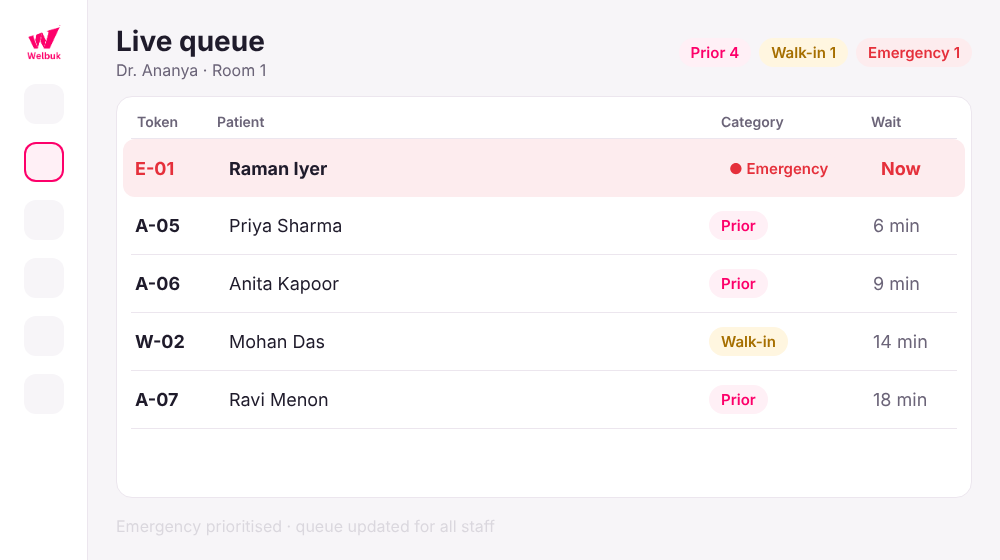 Welbuk
Live queue
Dr. Ananya · Room 1
Prior 4 Walk-in 1 Emergency 1
Token Patient Category Wait
E-01 Raman Iyer Emergency Now
A-05 Priya Sharma Prior 6 min
A-06 Anita Kapoor Prior 9 min
W-02 Mohan Das Walk-in 14 min
A-07 Ravi Menon Prior 18 min
Emergency prioritised · queue updated for all staff